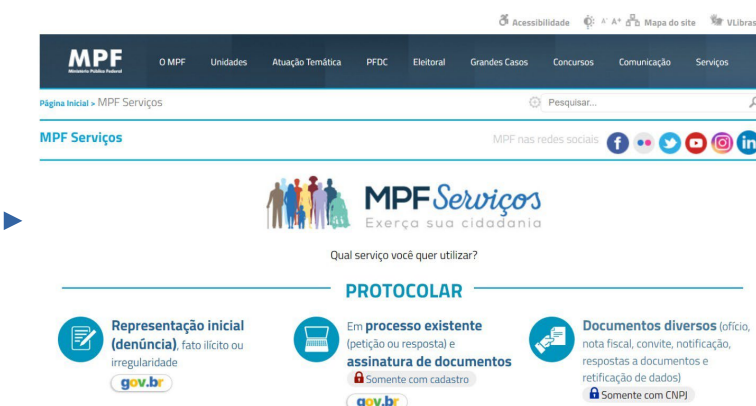 Acessibilidade A- A+ Mapa do site VLibras
MPF
Ministério Público Federal
O MPF Unidades Atuação Temática PFDC Eleitoral Grandes Casos Concursos Comunicação Serviços
Página Inicial > MPF Serviços
Pesquisar...
MPF Serviços
MPF nas redes sociais
MPF Serviços
Exerça sua cidadania
Qual serviço você quer utilizar?
PROTOCOLAR
Representação inicial
(denúncia), fato ilícito ou
irregularidade
gov.br
Em processo existente
(petição ou resposta) e
assinatura de documentos
Somente com cadastro
gov.br
Documentos diversos (ofício,
nota fiscal, convite, notificação,
respostas a documentos e
retificação de dados)
Somente com CNPJ